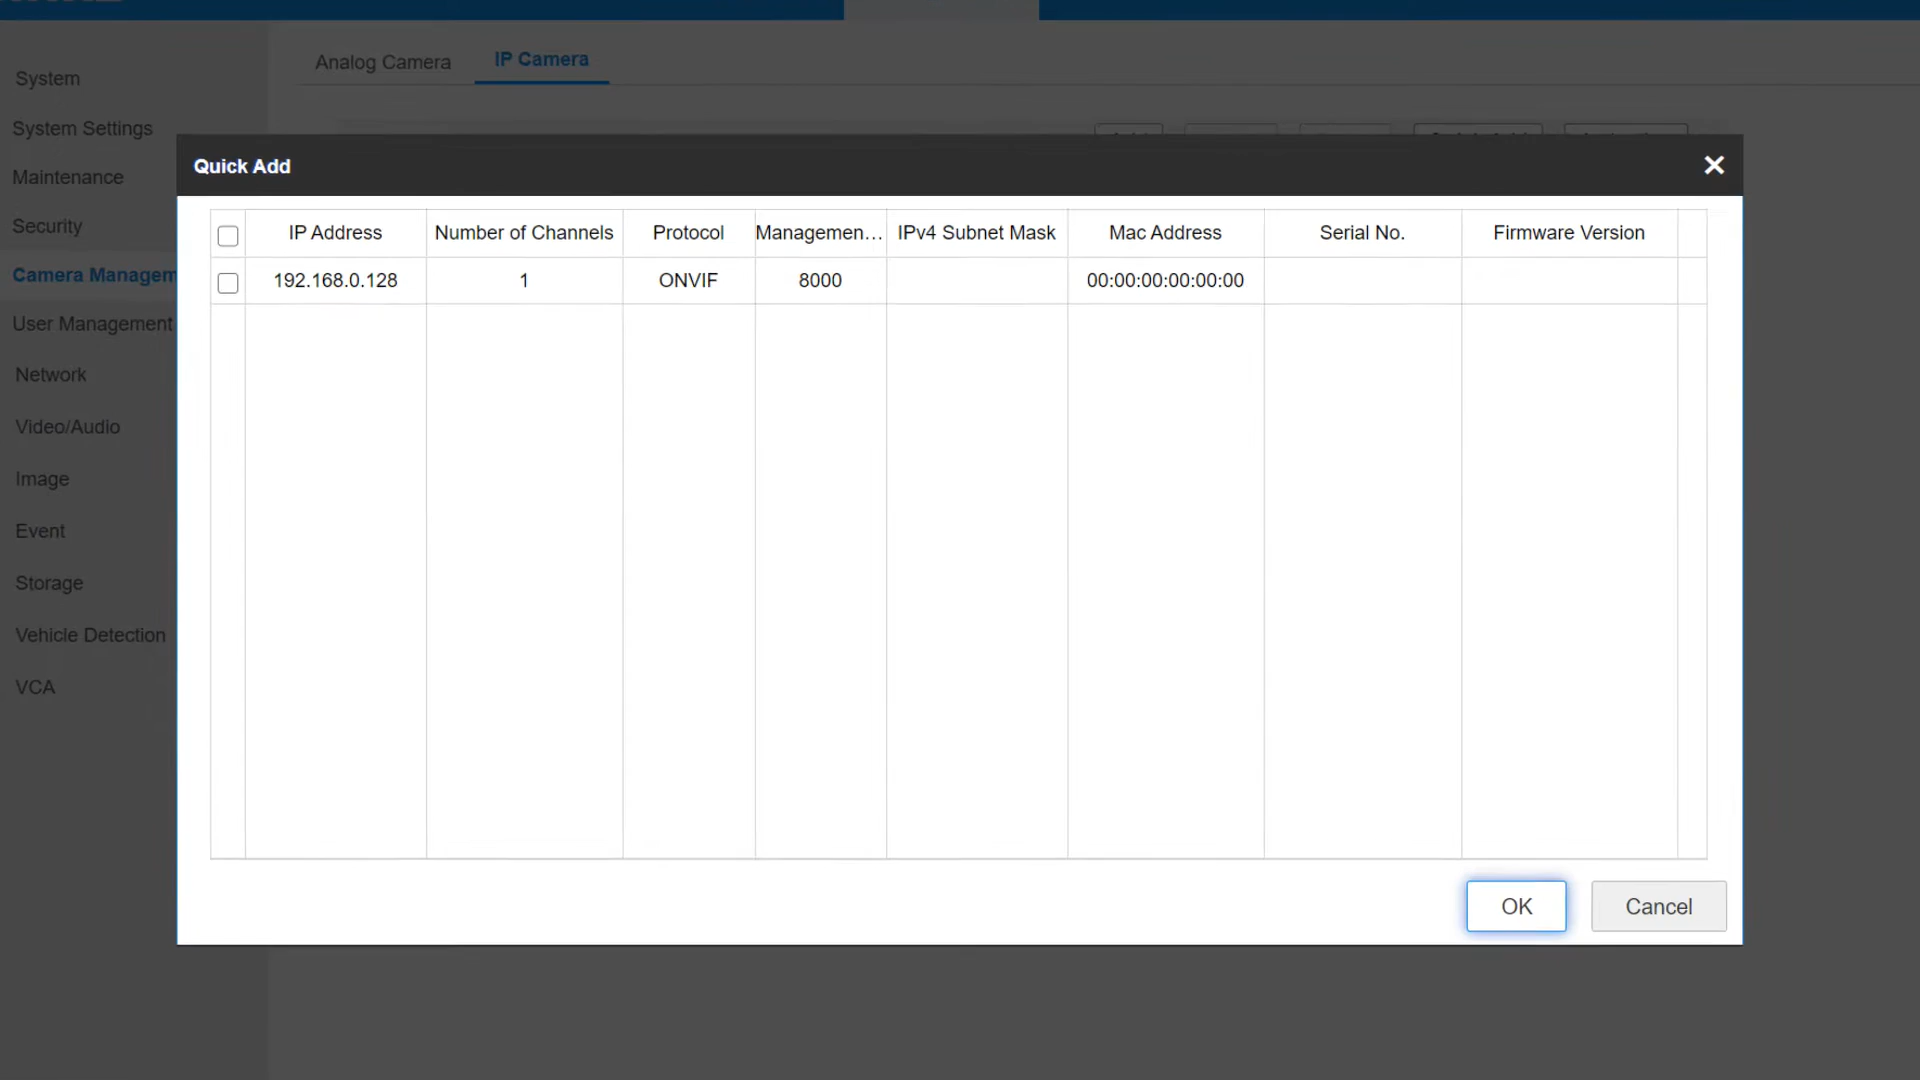 Analog Camera IP Camera
System
System Settings
Maintenance
Security
Camera Managem
User Management
Network
Video/Audio
Image
Event
Storage
Vehicle Detection
VCA
Quick Add
IP Address Number of Channels Protocol Managemen... IPv4 Subnet Mask Mac Address Serial No. Firmware Version
192.168.0.128 1 ONVIF 8000 00:00:00:00:00:00
OK Cancel